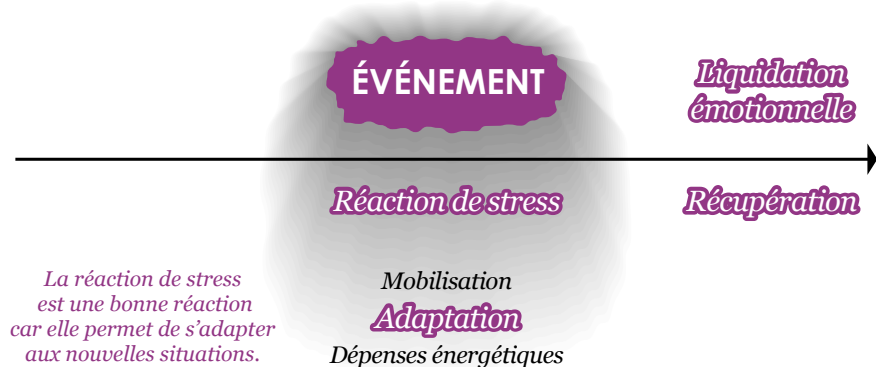 ÉVÉNEMENT
Liquidation
émotionnelle
Réaction de stress
Récupération
La réaction de stress
est une bonne réaction
car elle permet de s’adapter
aux nouvelles situations.
Mobilisation
Adaptation
Dépenses énergétiques